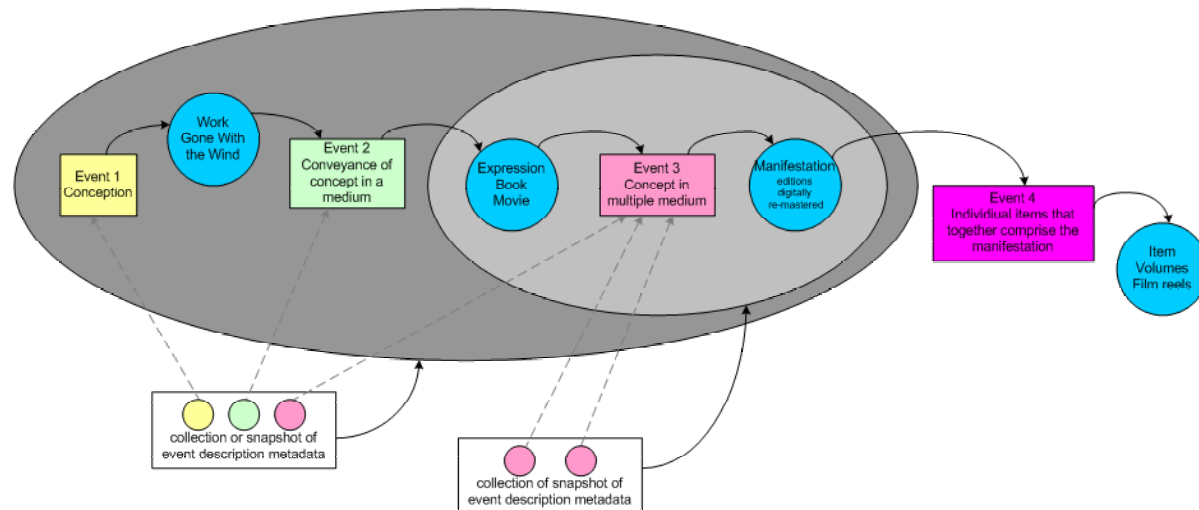 Event 1
Conception
Work
Gone With
the Wind
Event 2
Conveyance of
concept in a
medium
Expression
Book
Movie
Event 3
Concept in
multiple medium
Manifestation
editions
digitally
re-mastered
Event 4
Individual items that
together comprise the
manifestation
Item
Volumes
Film reels
collection or snapshot of
event description metadata
collection of snapshot of
event description metadata